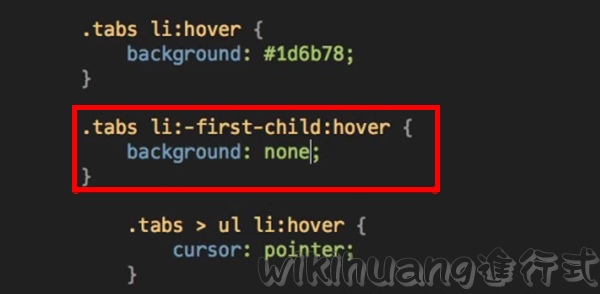 .tabs li:hover {
background: #1d6b78;
}
.tabs li:-first-child:hover {
background: none;
}
.tabs > ul li:hover {
cursor: pointer;
}
wikihuang進行式